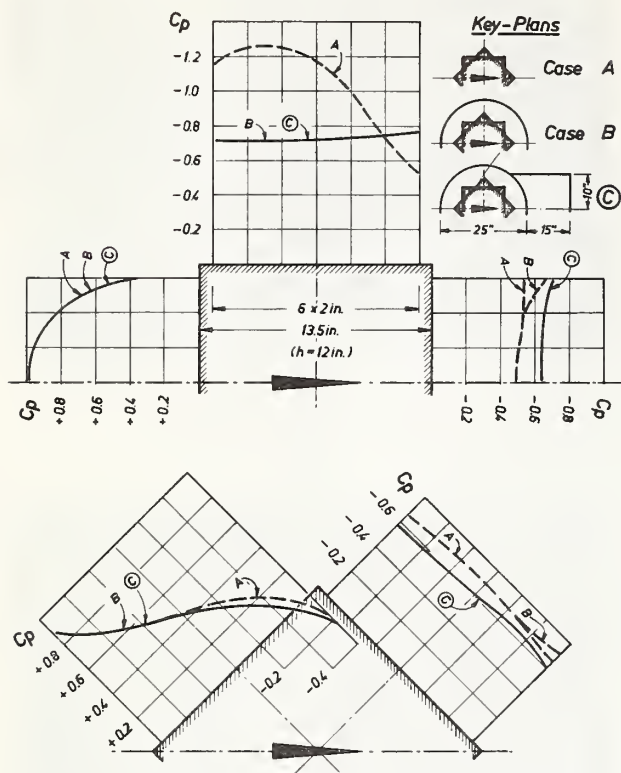 Cp
-1.2
-1.0
-0.8
-0.6
-0.4
-0.2
A
B C
Key-Plans
Case A
Case B
C
10"
25" 15"
A B C
6 x 2 in.
13.5 in.
(h = 12 in.)
A
B
C
Cp
+0.8
+0.6
+0.4
+0.2
-0.2
-0.4
-0.6
-0.8
Cp
Cp
-0.6
-0.4
-0.2
A
B
C
B C
A
Cp
+0.8
+0.6
+0.4
+0.2
-0.2
-0.4